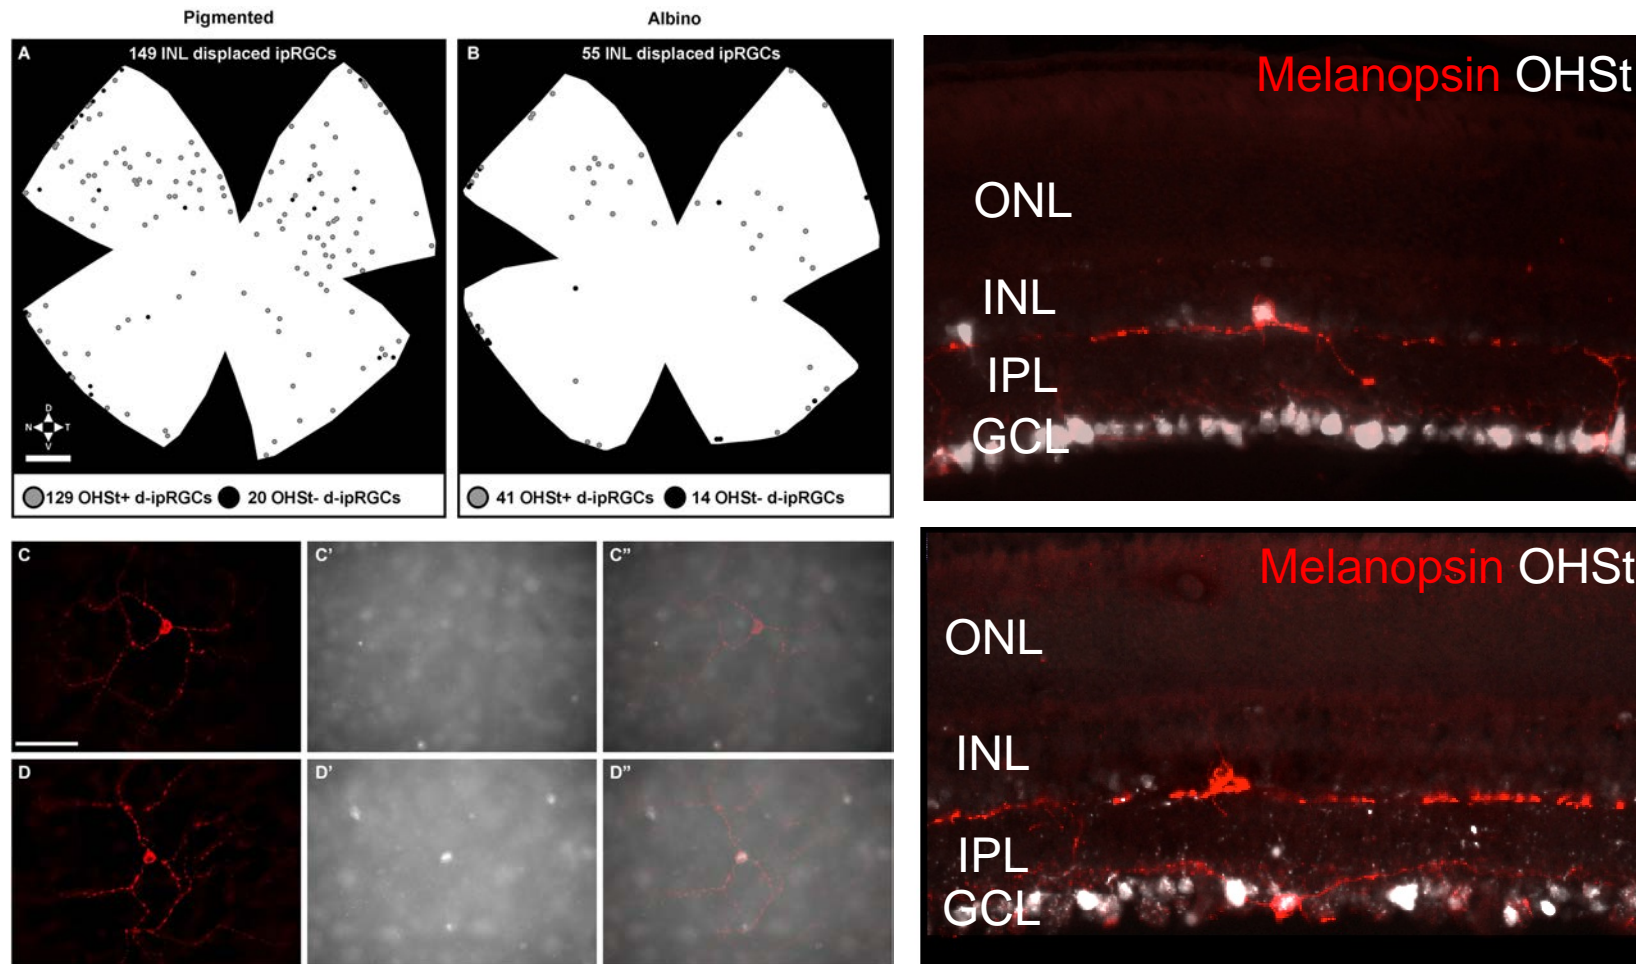 Pigmented
Albino
A
149 INL displaced ipRGCs
B
55 INL displaced ipRGCs
D
N
T
V
129 OHSt+ d-ipRGCs
20 OHSt- d-ipRGCs
41 OHSt+ d-ipRGCs
14 OHSt- d-ipRGCs
C
C'
C"
D
D'
D"
Melanopsin OHSt
ONL
INL
IPL
GCL
Melanopsin OHSt
ONL
INL
IPL
GCL